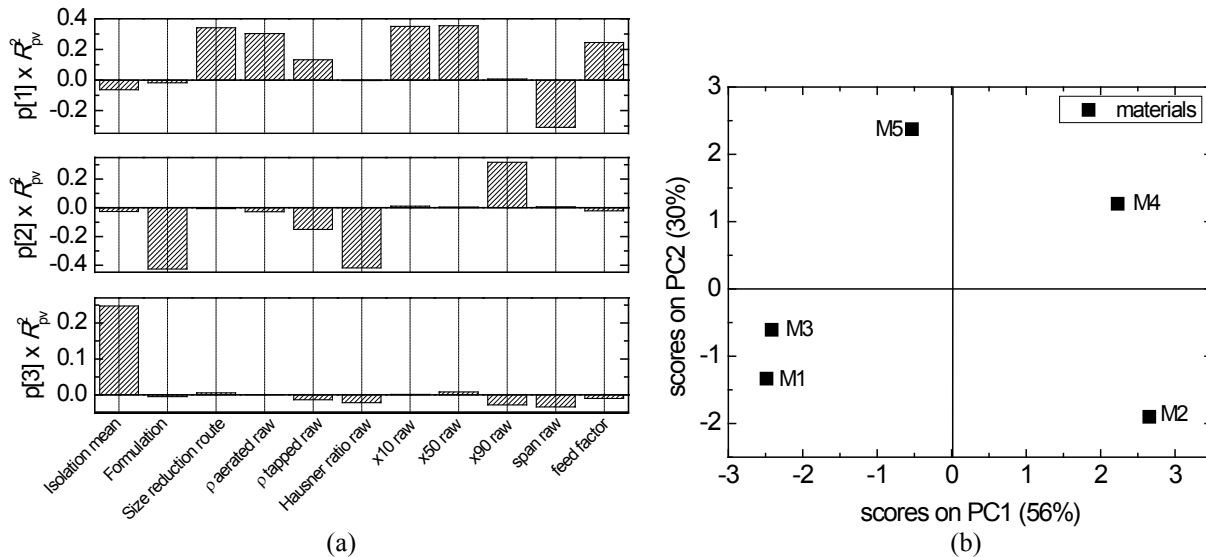 0.4
0.2
0.0
-0.2
p[1] x R²pv
0.2
0.0
-0.2
-0.4
p[2] x R²pv
0.2
0.1
0.0
p[3] x R²pv
Isolation mean
Formulation
Size reduction route
ρ aerated raw
ρ tapped raw
Hausner ratio raw
x10 raw
x50 raw
x90 raw
span raw
feed factor
(a)
3
2
1
0
-1
-2
scores on PC2 (30%)
materials
M5
M4
M3
M1
M2
-3 -2 -1 0 1 2 3
scores on PC1 (56%)
(b)